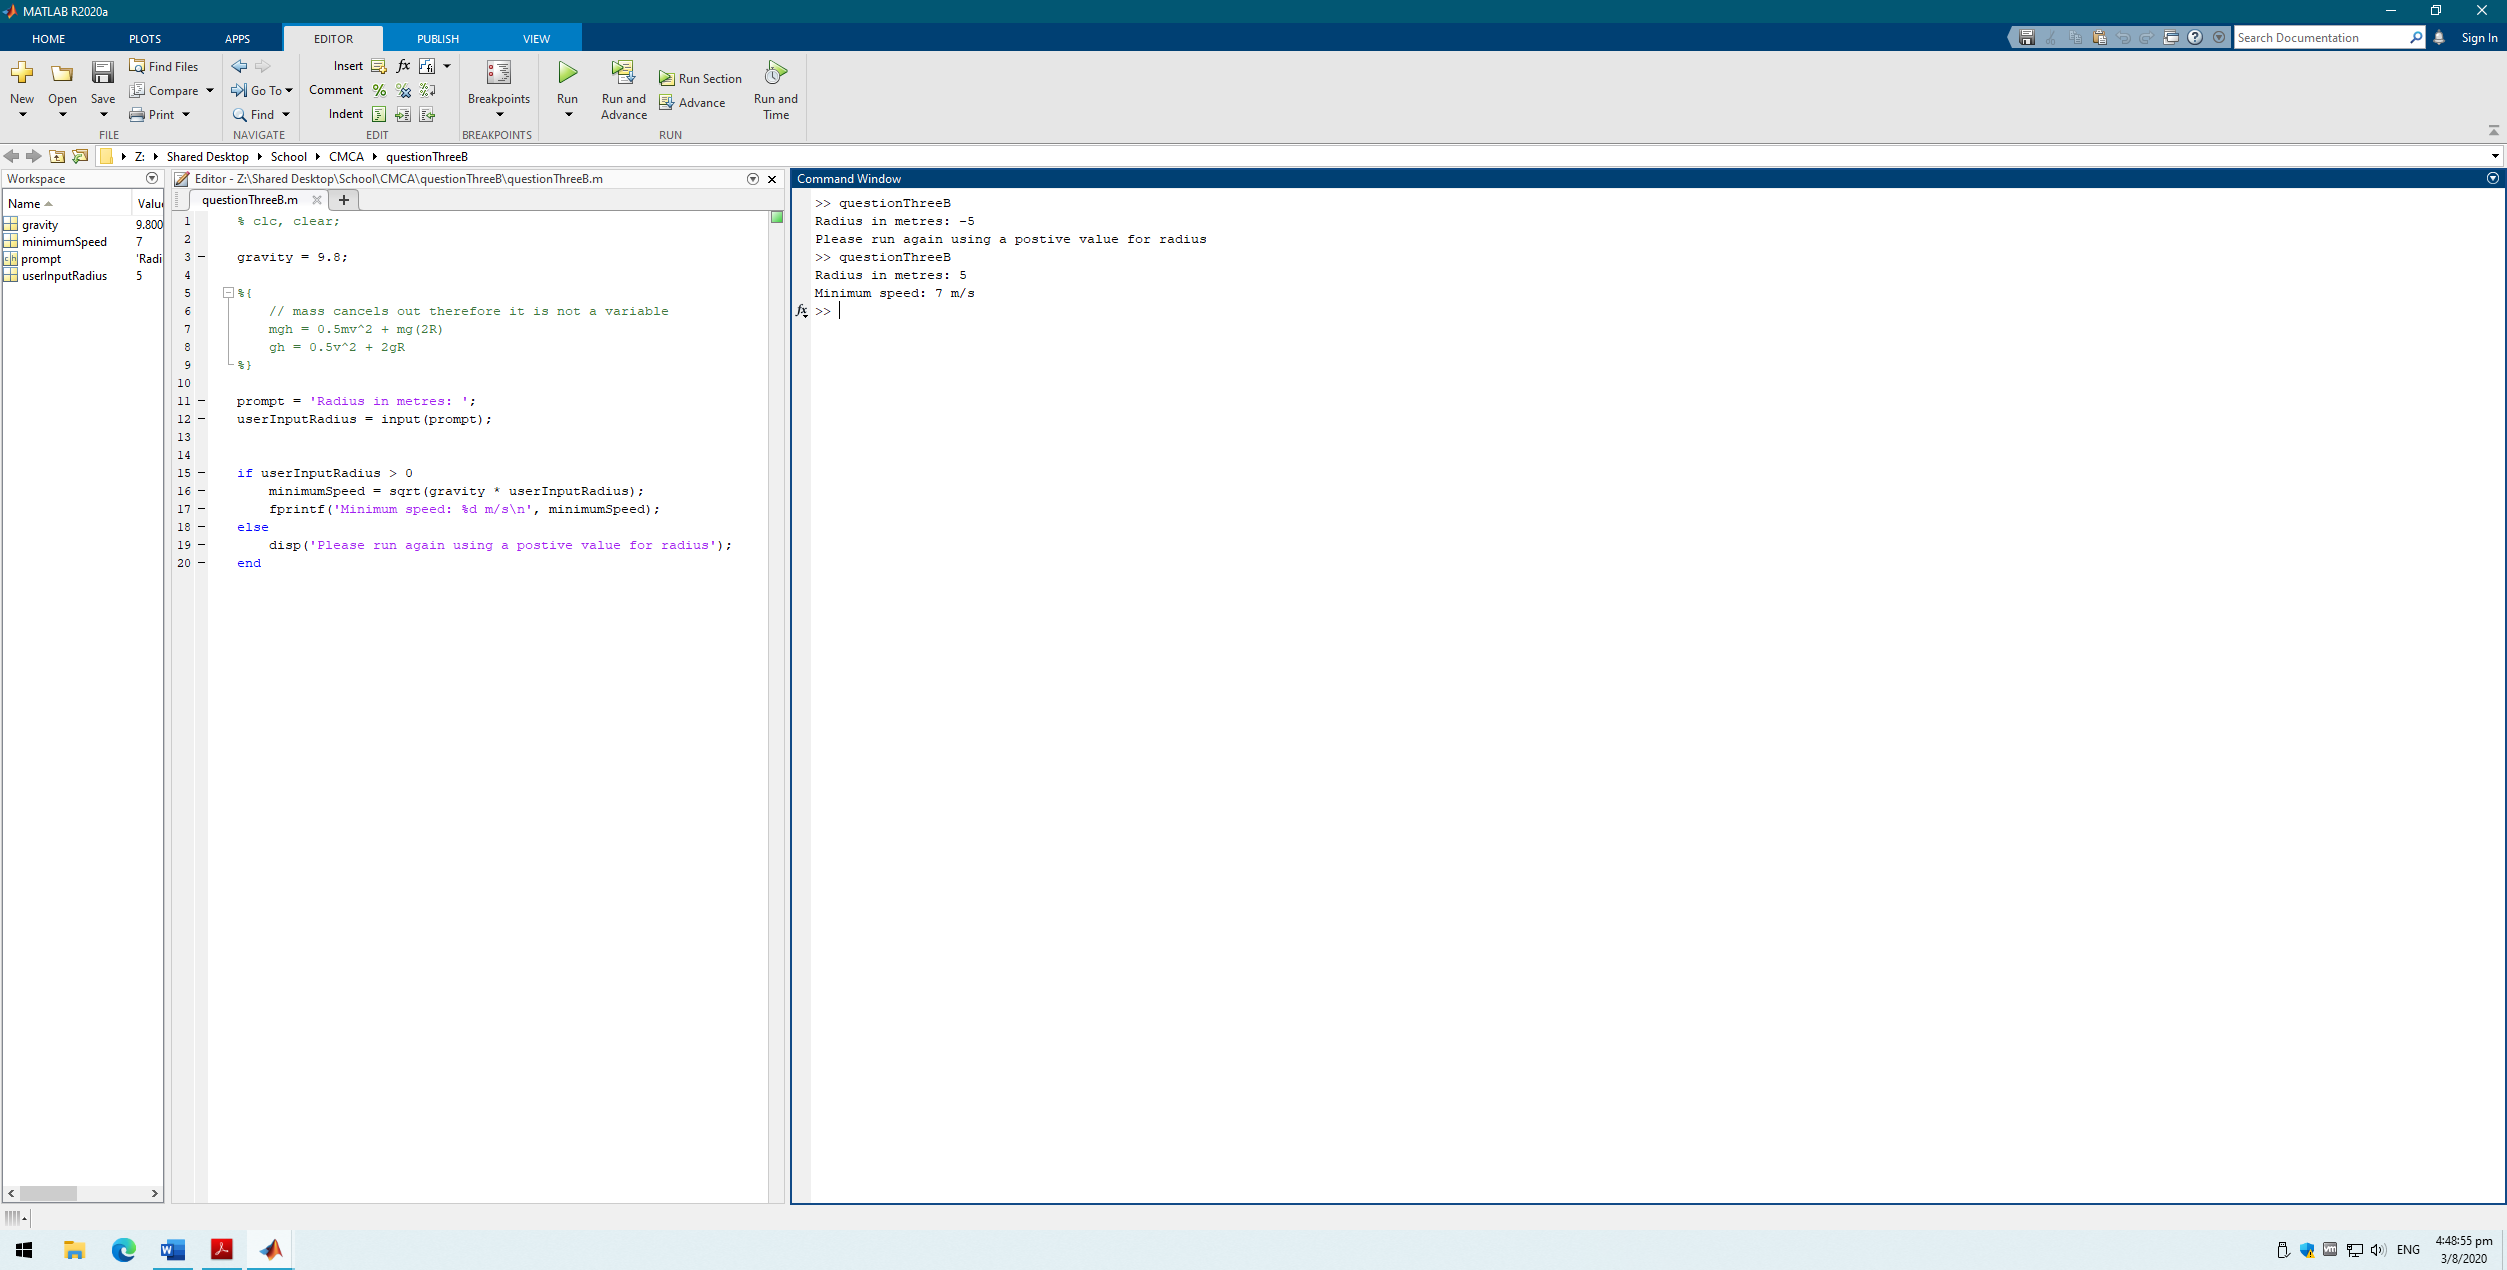 MATLAB R2020a
HOME PLOTS APPS EDITOR PUBLISH VIEW Search Documentation Sign In
New Open Save Find Files Compare Print
FILE
Go To Find
NAVIGATE
Insert fx
Comment
Indent
EDIT
Breakpoints
BREAKPOINTS
Run Run and Advance Run Section Advance Run and Time
RUN
Z: Shared Desktop School CMCA questionThreeB
Workspace
Name Valu
gravity 9.800
minimumSpeed 7
prompt 'Radi
userInputRadius 5
Editor - Z:\Shared Desktop\School\CMCA\questionThreeB\questionThreeB.m
questionThreeB.m
1 % clc, clear;
2
3 gravity = 9.8;
4
5 %{
6 // mass cancels out therefore it is not a variable
7 mgh = 0.5mv^2 + mg(2R)
8 gh = 0.5v^2 + 2gR
9 %}
10
11 prompt = 'Radius in metres: ';
12 userInputRadius = input(prompt);
13
14
15 if userInputRadius > 0
16 minimumSpeed = sqrt(gravity * userInputRadius);
17 fprintf('Minimum speed: %d m/s\n', minimumSpeed);
18 else
19 disp('Please run again using a postive value for radius');
20 end
Command Window
>> questionThreeB
Radius in metres: -5
Please run again using a postive value for radius
>> questionThreeB
Radius in metres: 5
Minimum speed: 7 m/s
fx >>
ENG
4:48:55 pm
3/8/2020